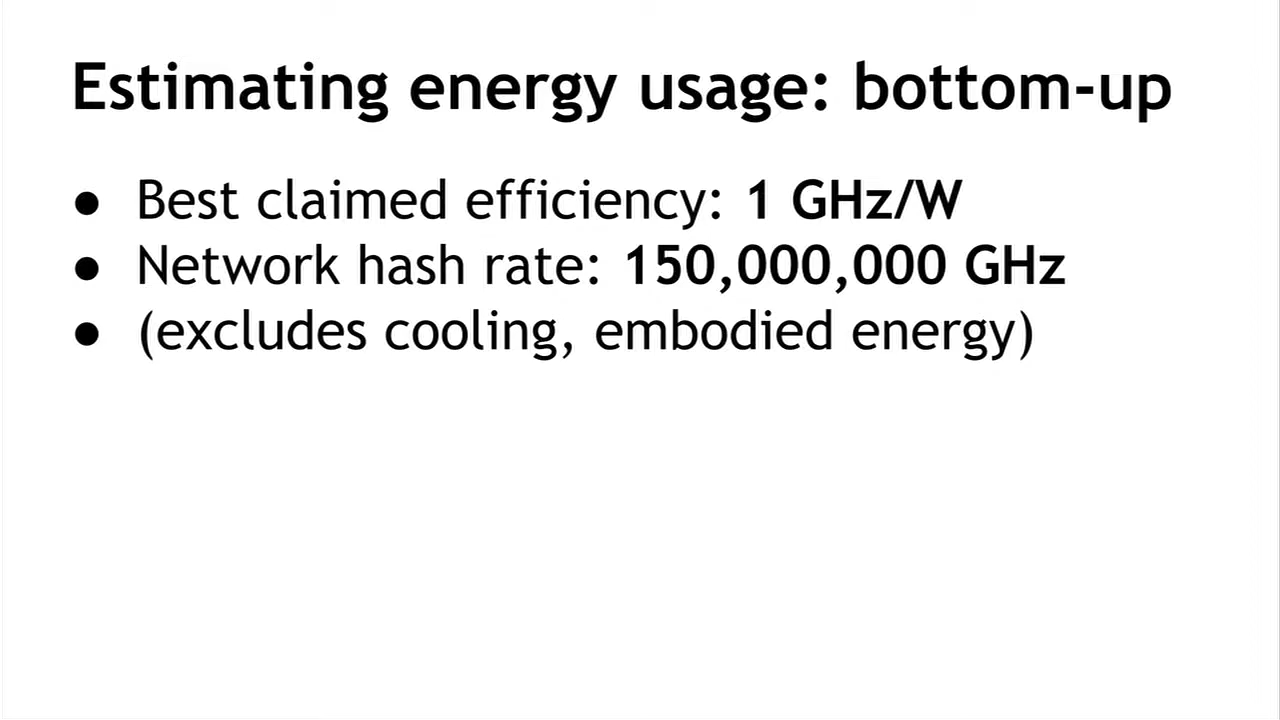 Estimating energy usage: bottom-up
● Best claimed efficiency: 1 GHz/W
● Network hash rate: 150,000,000 GHz
● (excludes cooling, embodied energy)